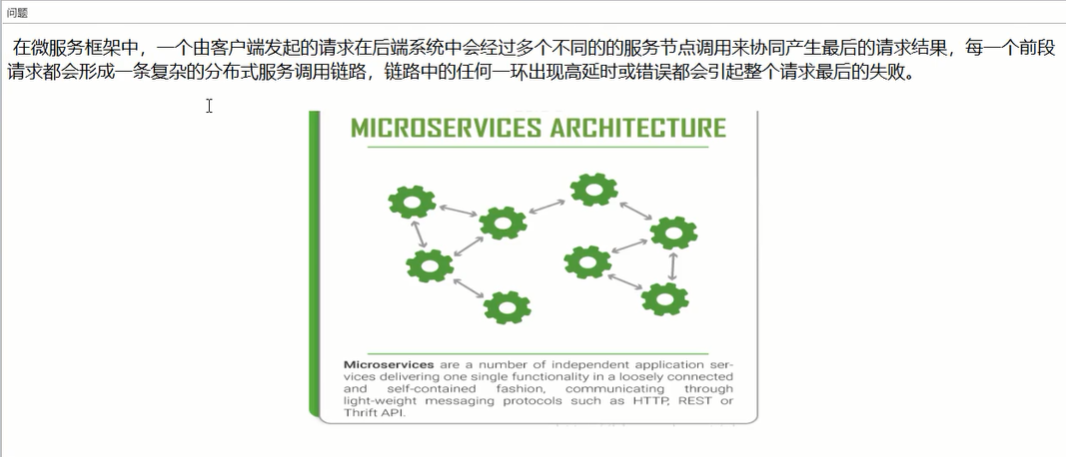 问题
在微服务框架中，一个由客户端发起的请求在后端系统中会经过多个不同的的服务节点调用来协同产生最后的请求结果，每一个前段
请求都会形成一条复杂的分布式服务调用链路，链路中的任何一环出现高延时或错误都会引起整个请求最后的失败。
MICROSERVICES ARCHITECTURE
Microservices are a number of independent application ser-
vices delivering one single functionality in a loosely connected
and self-contained fashion, communicating through
light-weight messaging protocols such as HTTP, REST or
Thrift API.